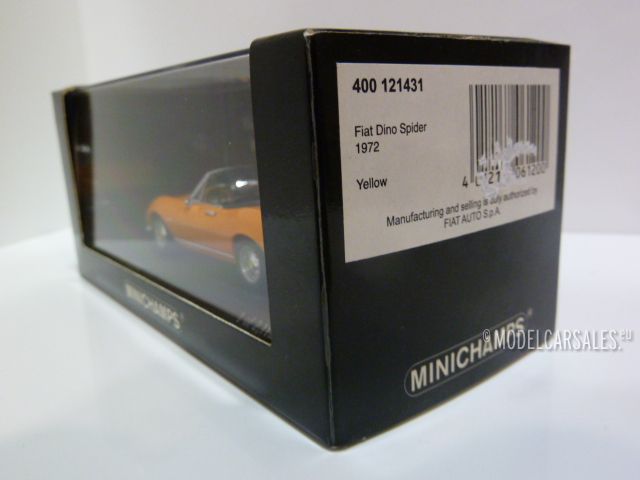 400 121431
Fiat Dino Spider
1972
Yellow
Manufacturing and selling is duly authorized by
FIAT AUTO S.p.A.
MINICHAMPS®
MINICHAMPS®
©MODELCARSALES.eu